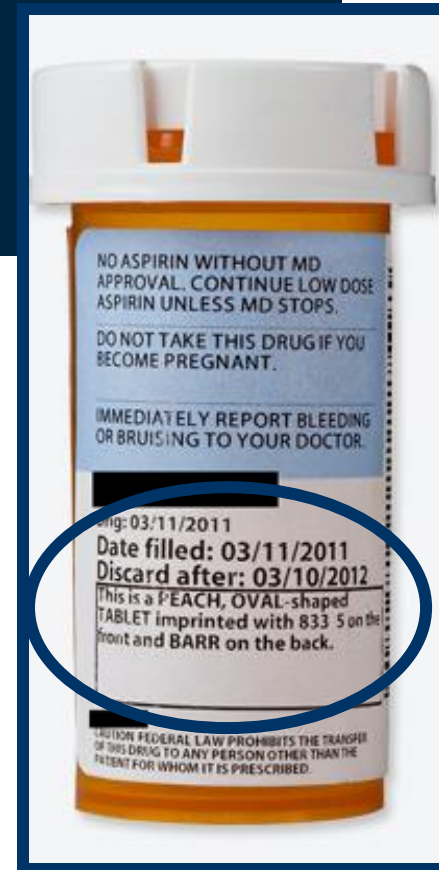 NO ASPIRIN WITHOUT MD
APPROVAL. CONTINUE LOW DOSE
ASPIRIN UNLESS MD STOPS.
DO NOT TAKE THIS DRUG IF YOU
BECOME PREGNANT.
IMMEDIATELY REPORT BLEEDING
OR BRUISING TO YOUR DOCTOR.
03/11/2011
Date filled: 03/11/2011
Discard after: 03/10/2012
This is a PEACH, OVAL-shaped
TABLET imprinted with 833 5 on the
front and BARR on the back.
CAUTION FEDERAL LAW PROHIBITS THE TRANSFER
OF THIS DRUG TO ANY PERSON OTHER THAN THE
PATIENT FOR WHOM IT IS PRESCRIBED.